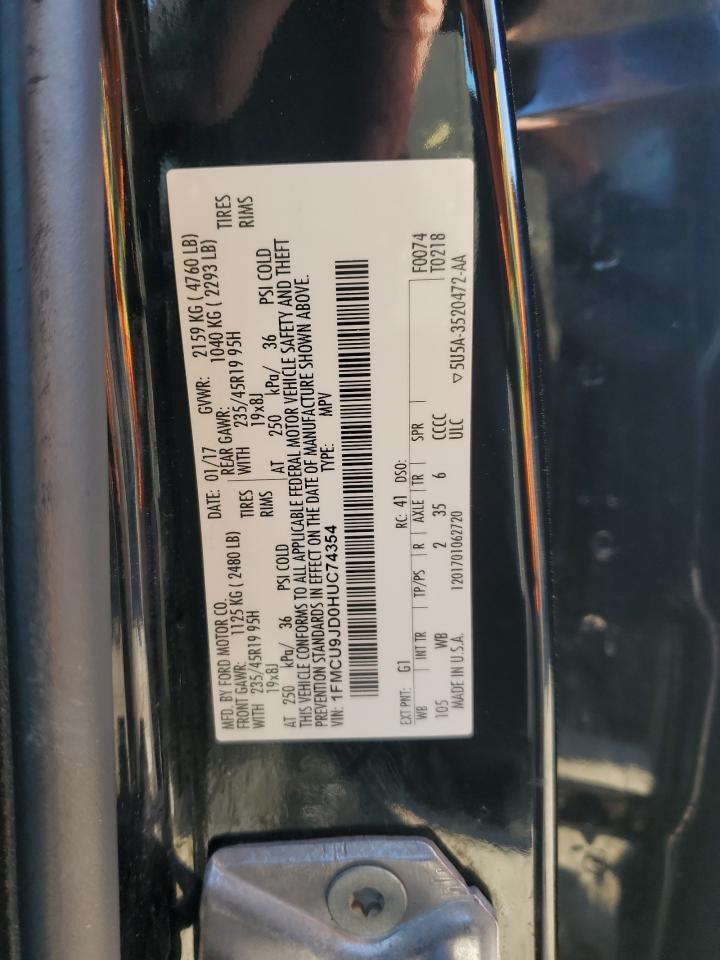 MFD. BY FORD MOTOR CO. DATE: 01/17 GVWR: 2159 KG ( 4760 LB)
FRONT GAWR: 1125 KG ( 2480 LB) REAR GAWR: 1040 KG ( 2293 LB)
WITH 235/45R19 95H TIRES WITH 235/45R19 95H TIRES
19x8J RIMS 19x8J RIMS
AT 250 kPa/ 36 PSI COLD AT 250 kPa/ 36 PSI COLD
THIS VEHICLE CONFORMS TO ALL APPLICABLE FEDERAL MOTOR VEHICLE SAFETY AND THEFT
PREVENTION STANDARDS IN EFFECT ON THE DATE OF MANUFACTURE SHOWN ABOVE.
VIN: 1FMCU9JD0HUC74354 TYPE: MPV
EXT PNT: G1 RC: 41 DSO: F0074
WB INT TR TP/PS R AXLE TR SPR T0218
105 WB 2 35 6 CCCC ▽5U5A-3520472-AA
MADE IN U.S.A. 1201701062720 ULC